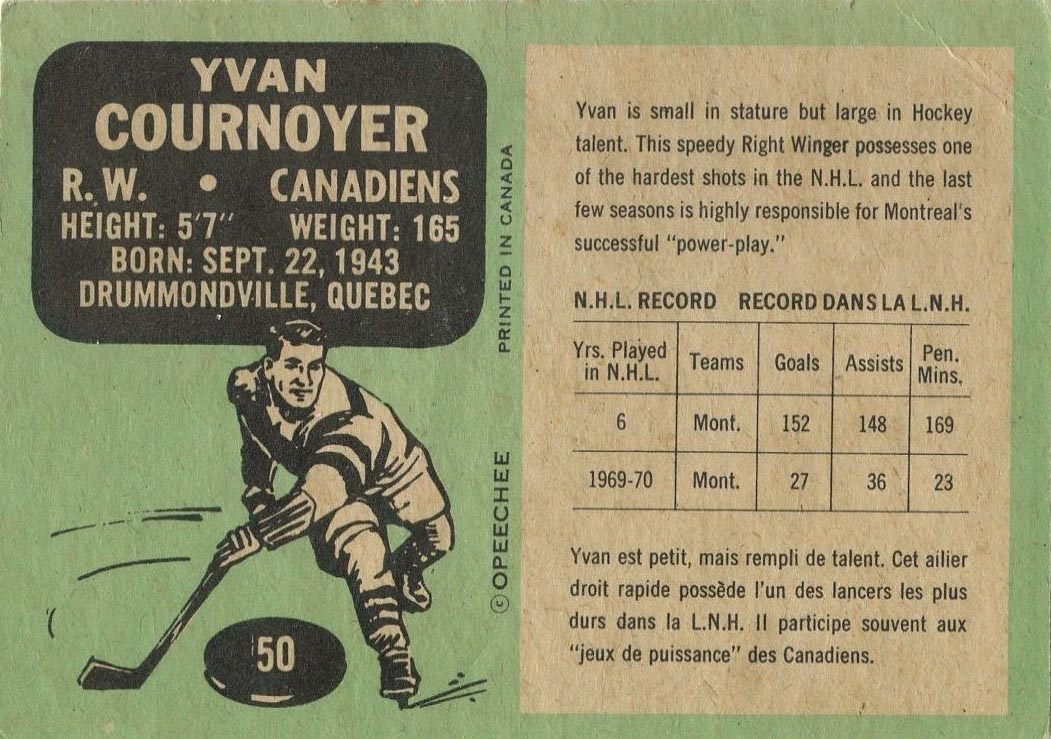 YVAN
COURNOYER
R.W. • CANADIENS
HEIGHT: 5'7" WEIGHT: 165
BORN: SEPT. 22, 1943
DRUMMONDVILLE, QUEBEC
50
PRINTED IN CANADA
© OPEECHEE
Yvan is small in stature but large in Hockey
talent. This speedy Right Winger possesses one
of the hardest shots in the N.H.L. and the last
few seasons is highly responsible for Montreal's
successful "power-play."
N.H.L. RECORD RECORD DANS LA L.N.H.
Yrs. Played in N.H.L. Teams Goals Assists Pen. Mins.
6 Mont. 152 148 169
1969-70 Mont. 27 36 23
Yvan est petit, mais rempli de talent. Cet ailier
droit rapide possède l'un des lancers les plus
durs dans la L.N.H. Il participe souvent aux
"jeux de puissance" des Canadiens.